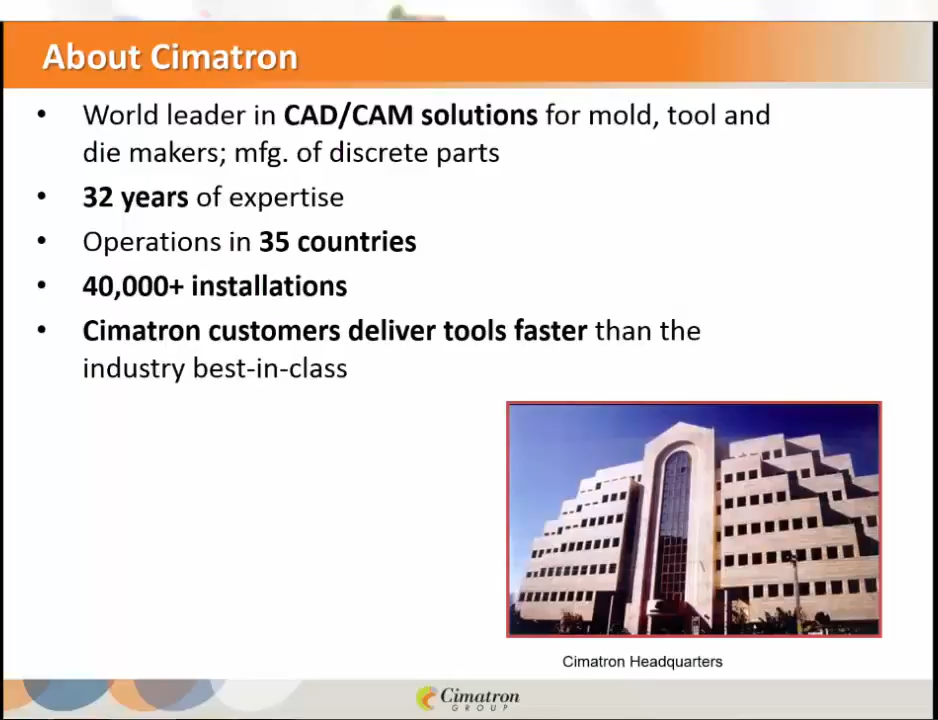 About Cimatron
• World leader in CAD/CAM solutions for mold, tool and
die makers; mfg. of discrete parts
• 32 years of expertise
• Operations in 35 countries
• 40,000+ installations
• Cimatron customers deliver tools faster than the
industry best-in-class
Cimatron Headquarters
Cimatron
GROUP